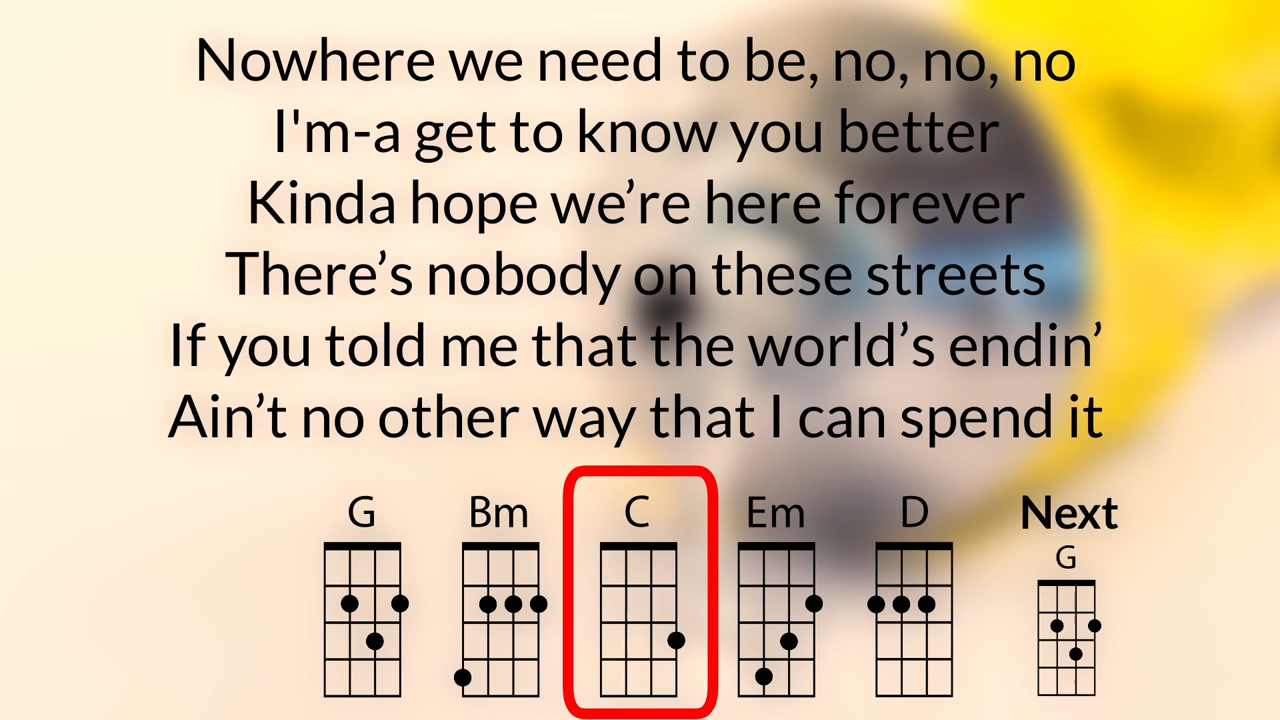 Nowhere we need to be, no, no, no
I'm-a get to know you better
Kinda hope we’re here forever
There’s nobody on these streets
If you told me that the world’s endin’
Ain’t no other way that I can spend it
G Bm C Em D Next
G